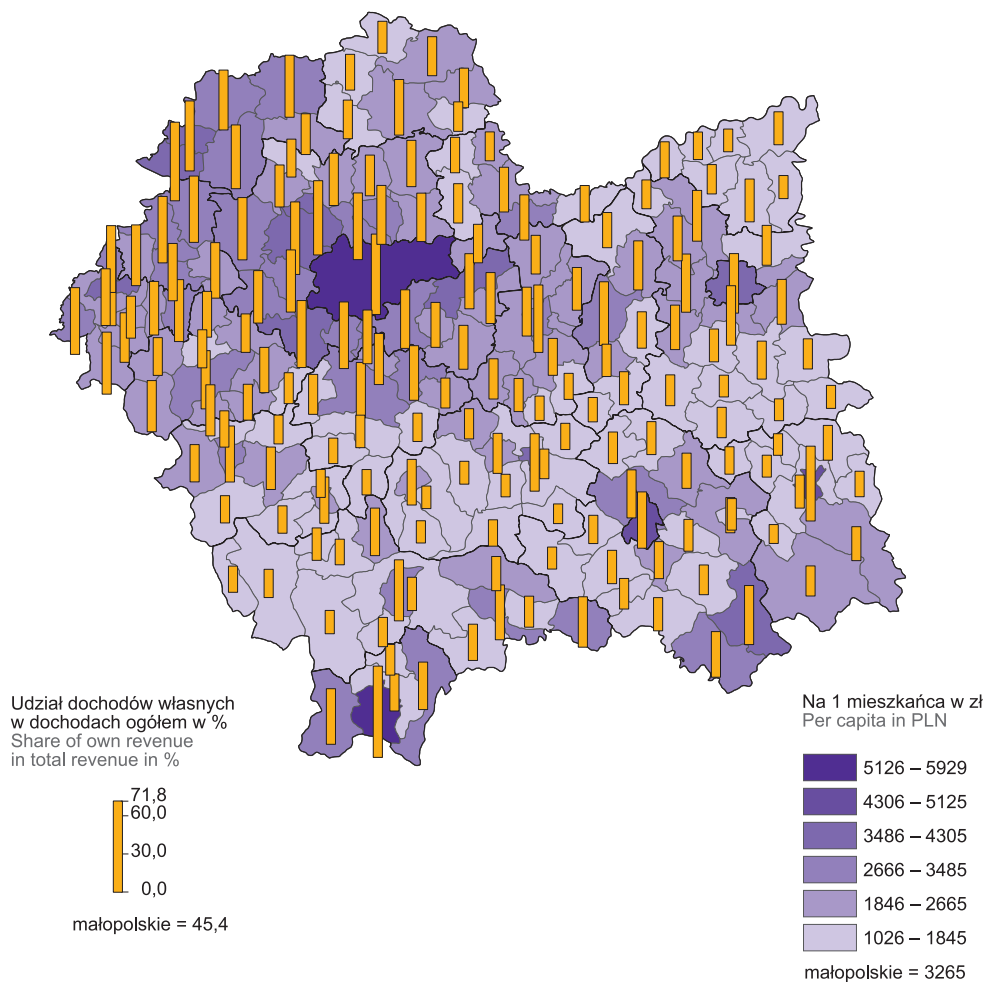 Udział dochodów własnych
w dochodach ogółem w %
Share of own revenue
in total revenue in %
71,8
60,0
30,0
0,0
małopolskie = 45,4
Na 1 mieszkańca w zł
Per capita in PLN
5126 – 5929
4306 – 5125
3486 – 4305
2666 – 3485
1846 – 2665
1026 – 1845
małopolskie = 3265